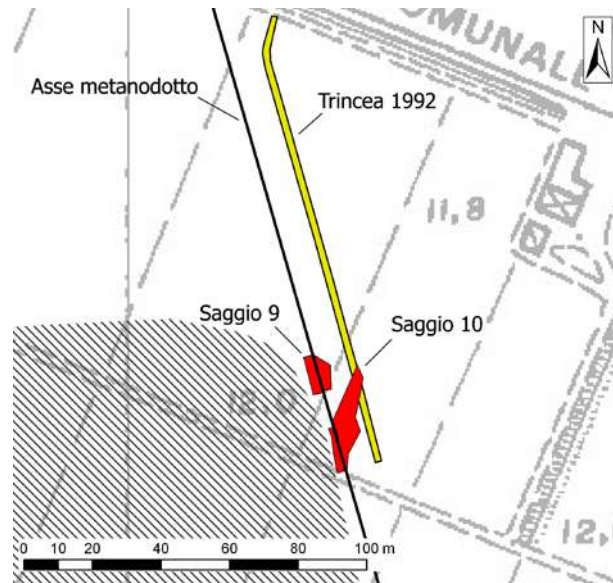 OMUNALE
N
Asse metanodotto
Trincea 1992
11,8
Saggio 9
Saggio 10
12,0
12,
0 10 20 40 60 80 100 m